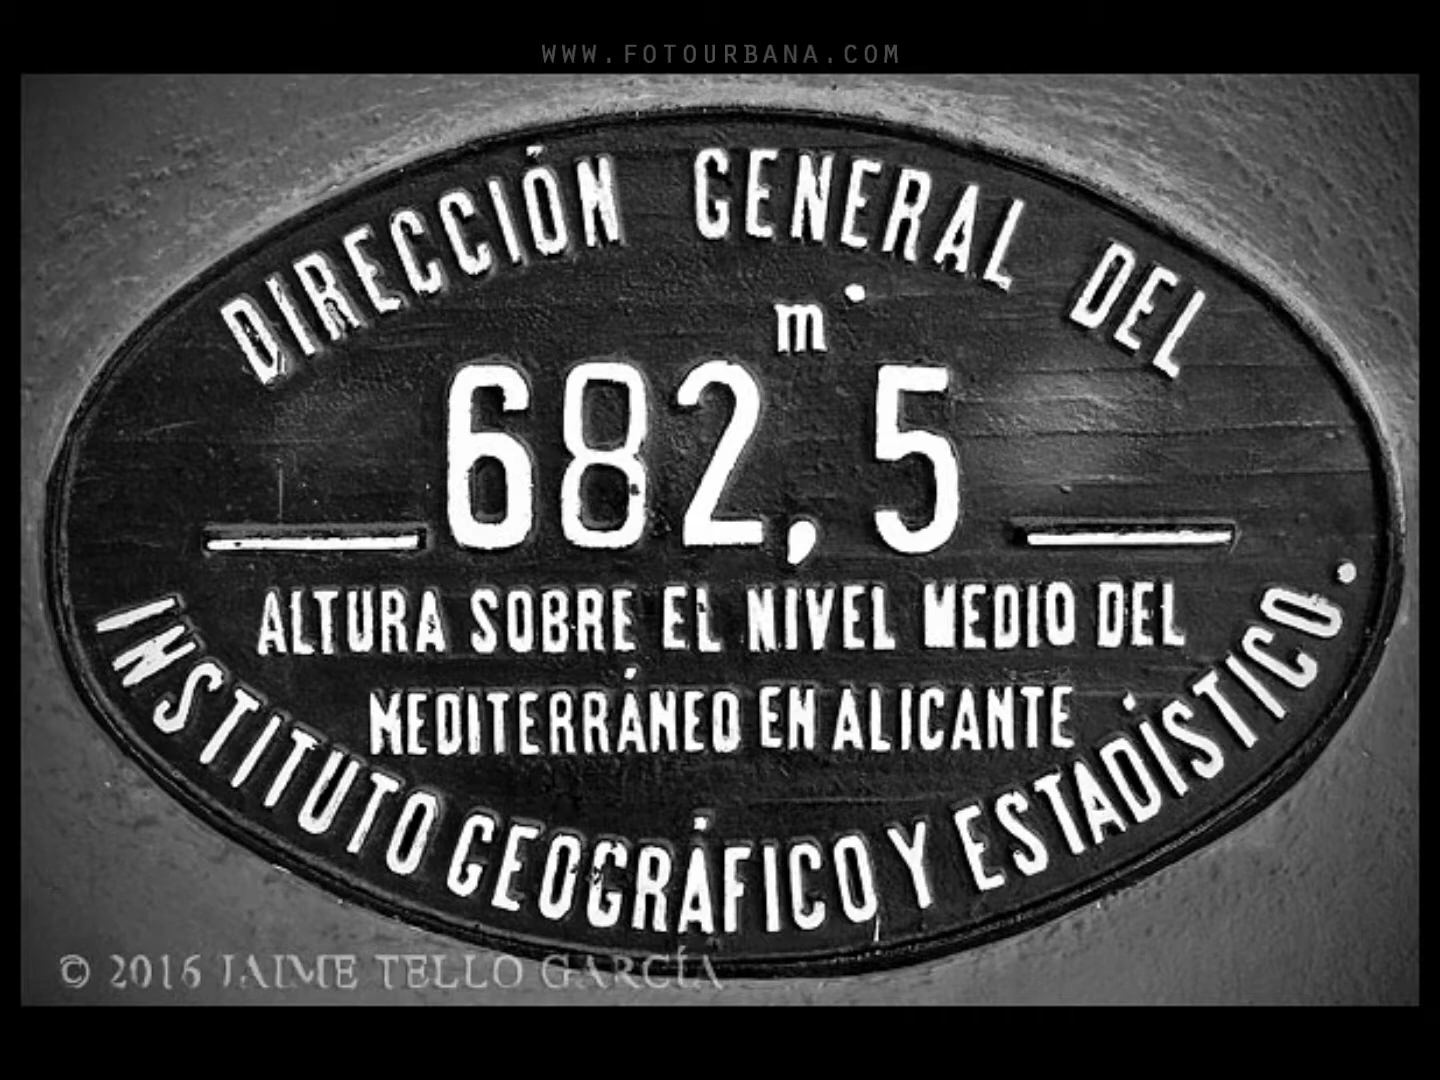 WWW.FOTOURBANA.COM
DIRECCIÓN GENERAL DEL
m.
682,5
ALTURA SOBRE EL NIVEL MEDIO DEL
MEDITERRÁNEO EN ALICANTE
INSTITUTO GEOGRÁFICO Y ESTADÍSTICO.
© 2016 JAIME TELLO GARCÍA